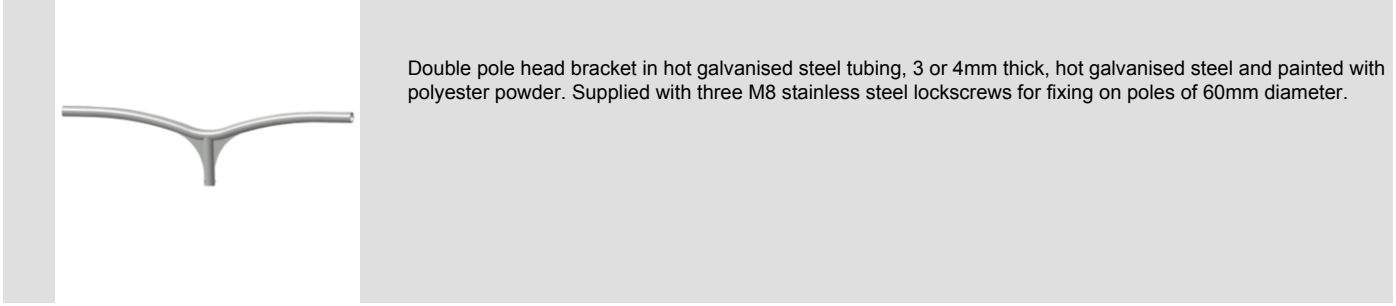 Double pole head bracket in hot galvanised steel tubing, 3 or 4mm thick, hot galvanised steel and painted with
polyester powder. Supplied with three M8 stainless steel lockscrews for fixing on poles of 60mm diameter.